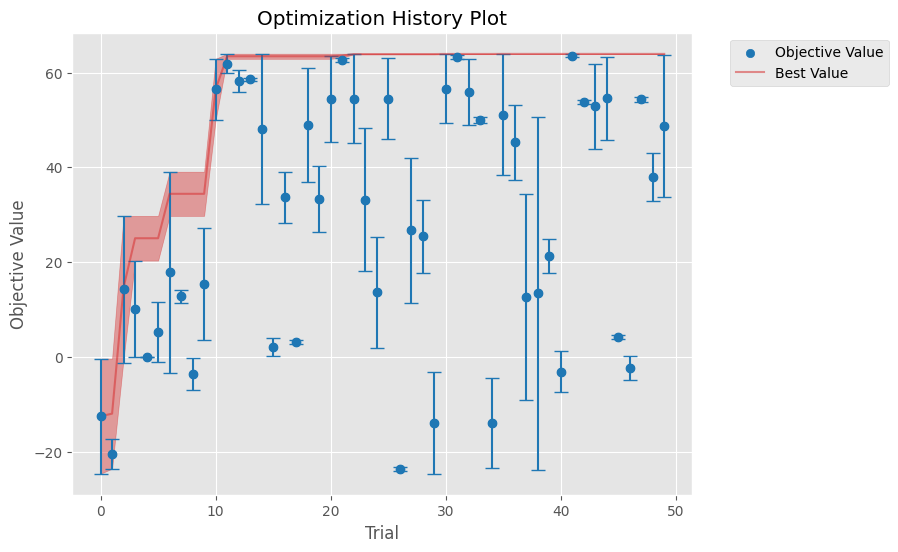 Optimization History Plot
Objective Value
Best Value
Objective Value
60
40
20
0
−20
0 10 20 30 40 50
Trial